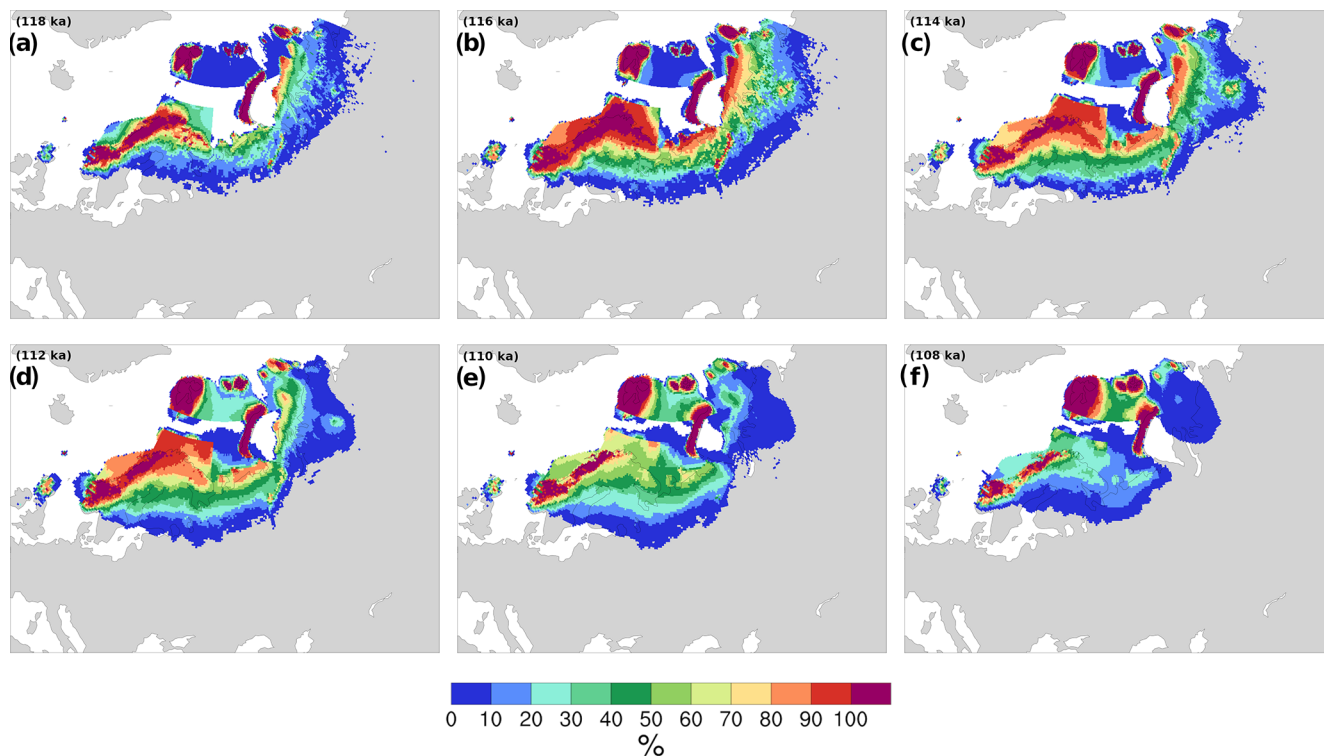 (118 ka)
(a)
(116 ka)
(b)
(114 ka)
(c)
(112 ka)
(d)
(110 ka)
(e)
(108 ka)
(f)
0 10 20 30 40 50 60 70 80 90 100
%